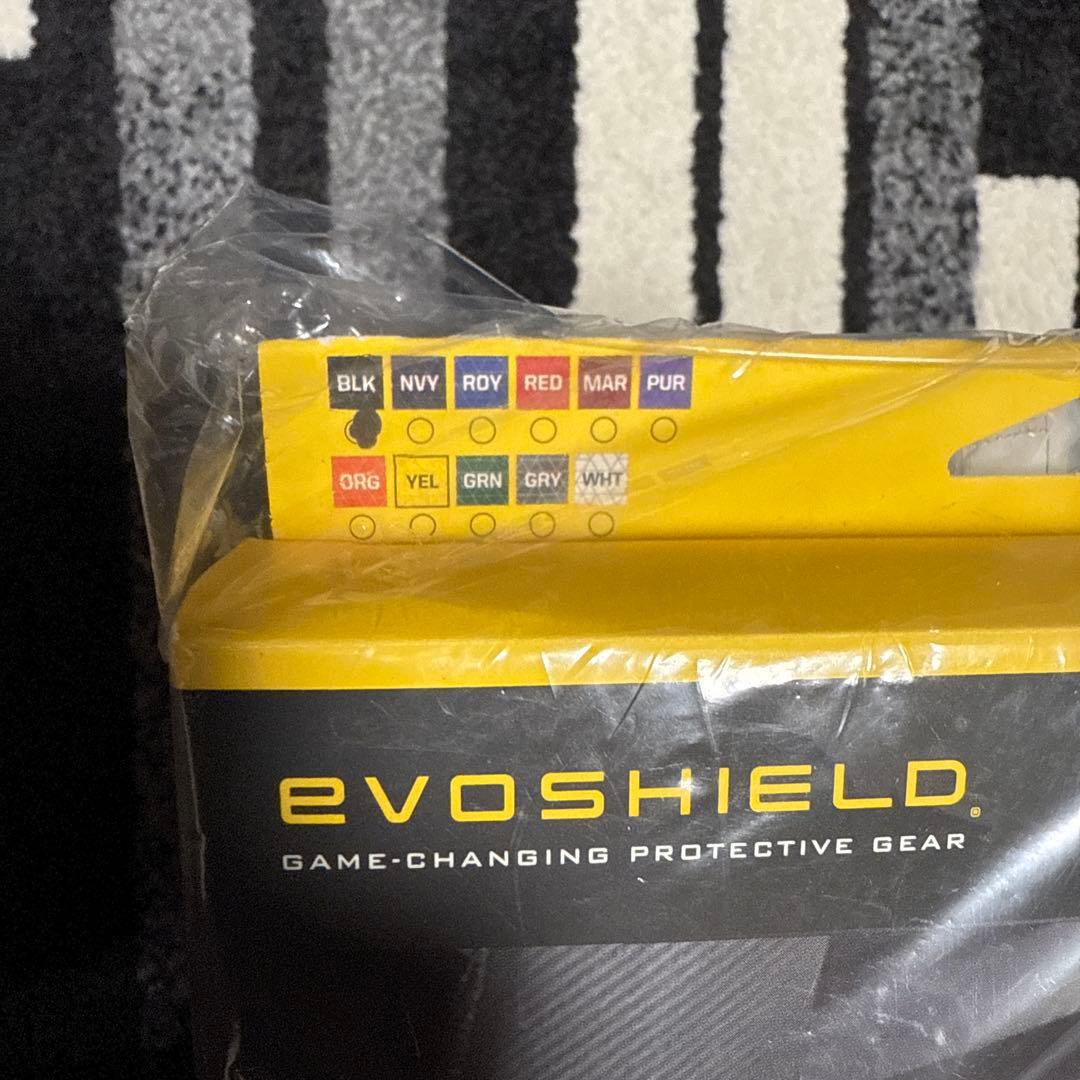 BLK NVY ROY RED MAR PUR
ORG YEL GRN GRY WHT
eVOSHIELD®
GAME-CHANGING PROTECTIVE GEAR